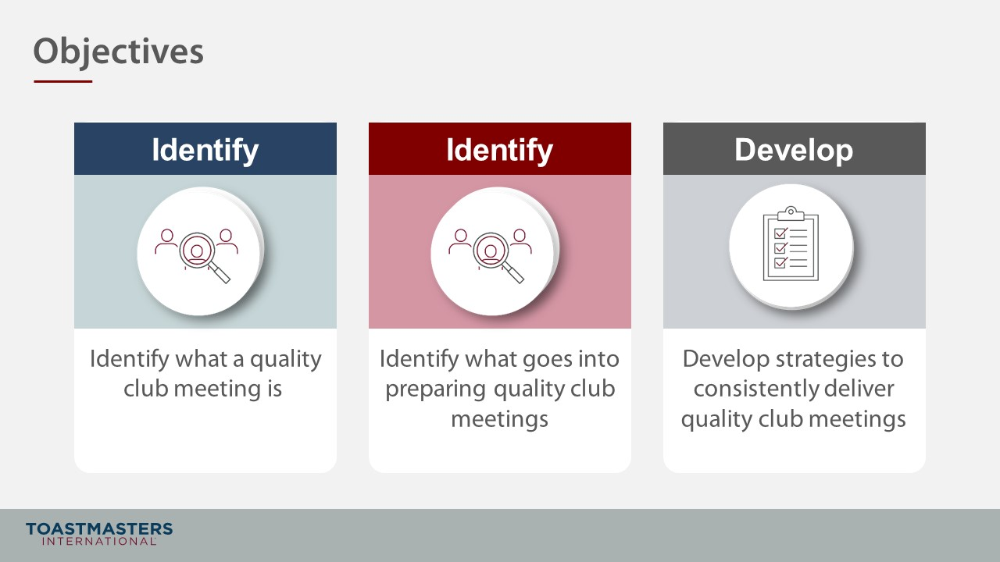 Objectives
Identify
Identify what a quality
club meeting is
Identify
Identify what goes into
preparing quality club
meetings
Develop
Develop strategies to
consistently deliver
quality club meetings
TOASTMASTERS
INTERNATIONAL